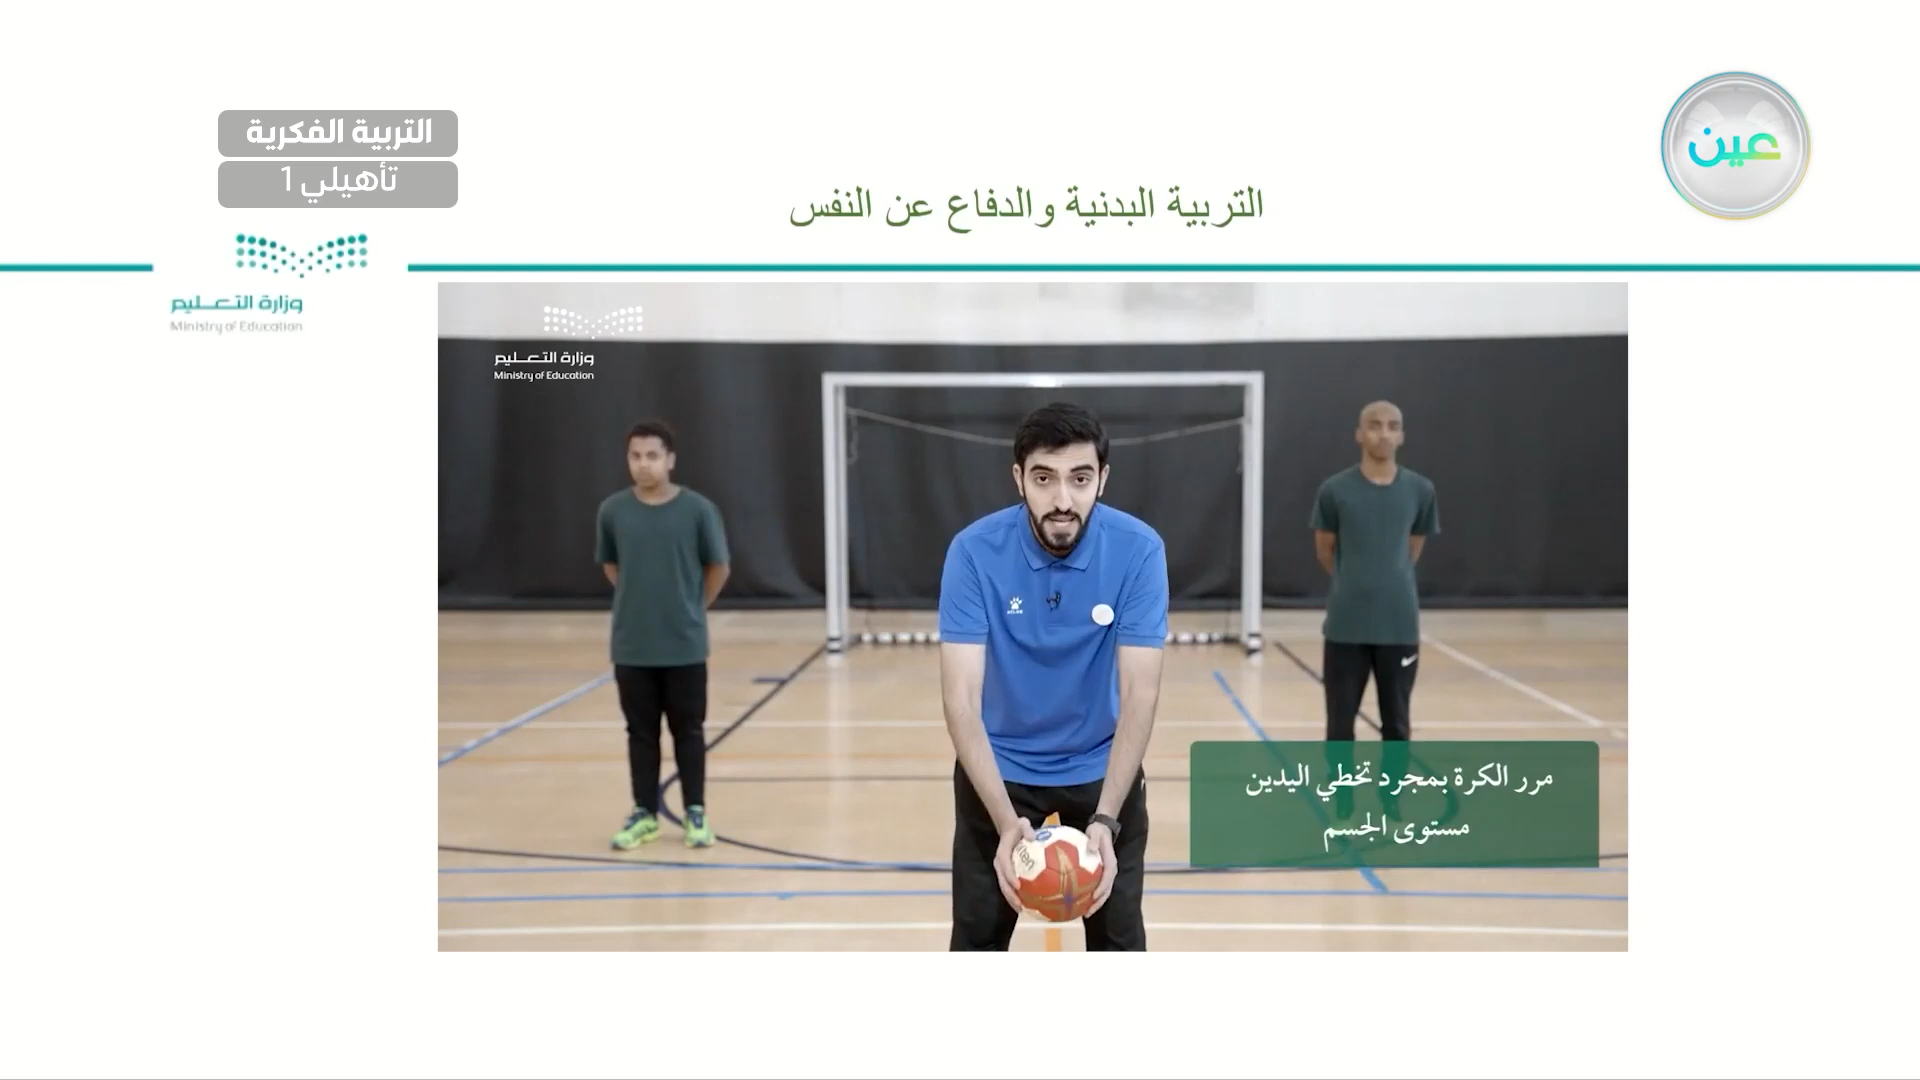 التربية الفكرية
تأهيلي 1
عين
التربية البدنية والدفاع عن النفس
وزارة التعليم
Ministry of Education
وزارة التعليم
Ministry of Education
مرر الكرة بمجرد تخطي اليدين
مستوى الجسم